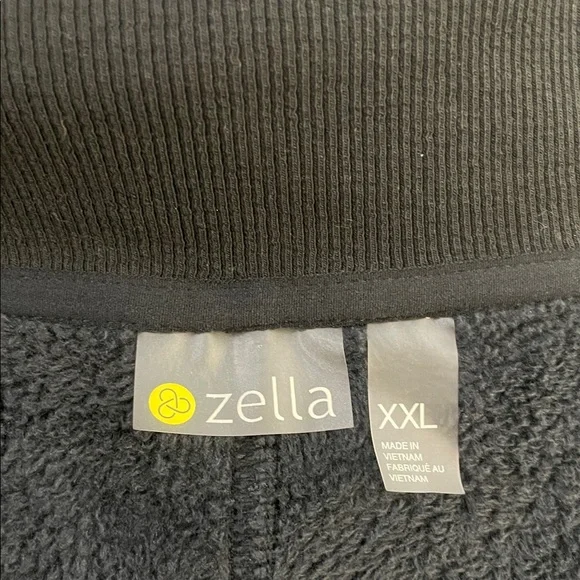 zella
XXL
MADE IN
VIETNAM
FABRIQUÉ AU
VIETNAM